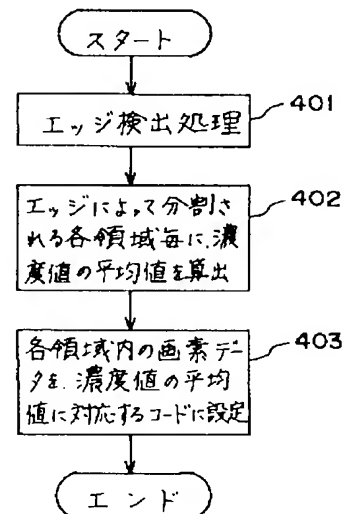 スタート
エッジ検出処理
401
エッジによって分割さ
れる各領域毎に、濃
度値の平均値を算出
402
各領域内の画素デー
タを、濃度値の平均
値に対応するコードに設定
403
エンド